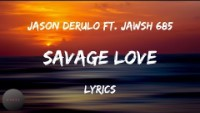 JASON DERULO FT. JAWSH 685
SAVAGE LOVE
LYRICS